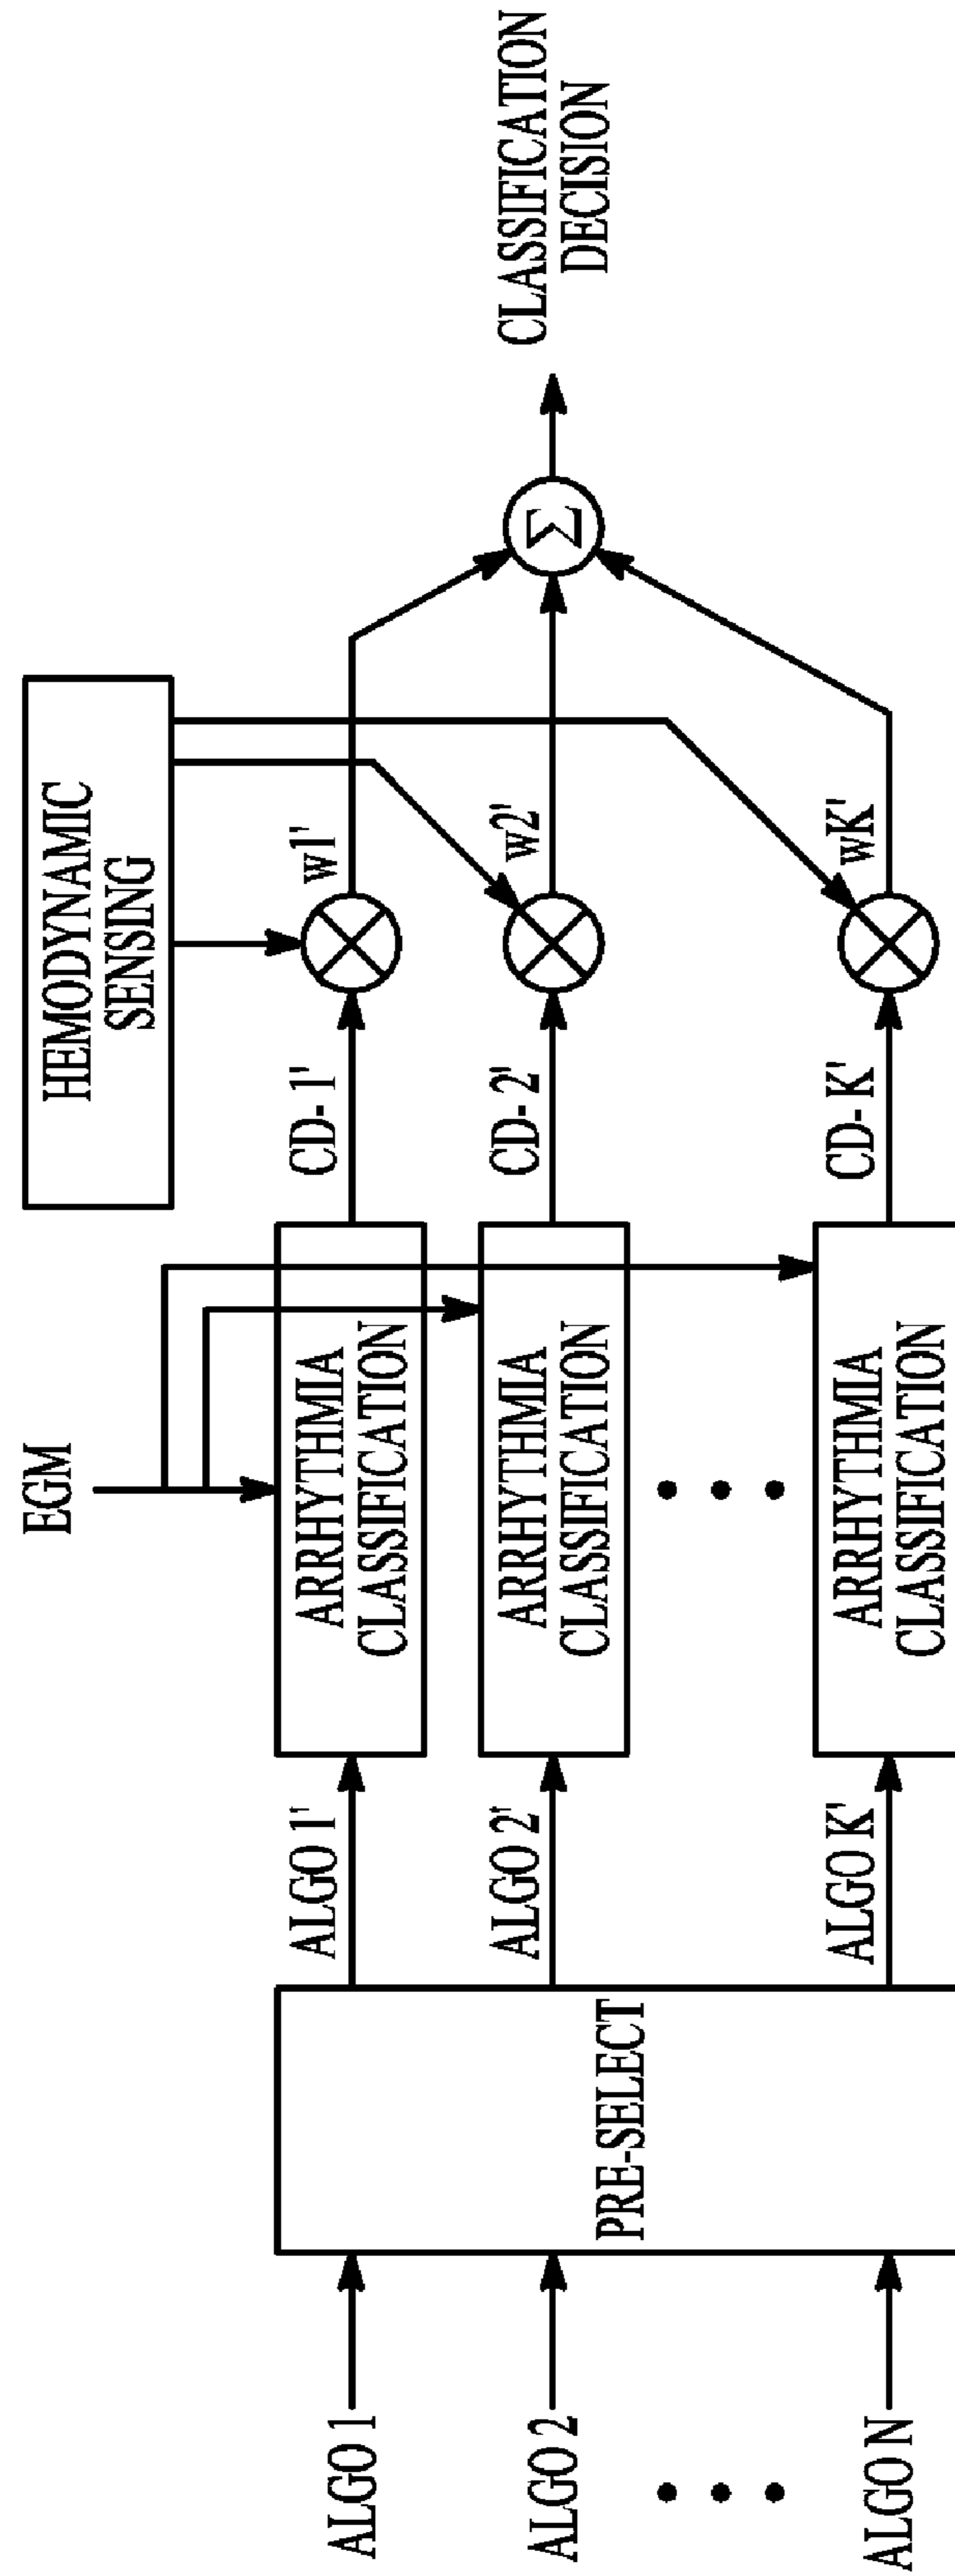 EGM
HEMODYNAMIC
SENSING
ALGO 1
ALGO 2
ALGO N
PRE-SELECT
ALGO 1'
ALGO 2'
ALGO K'
ARRHYTHMIA
CLASSIFICATION
ARRHYTHMIA
CLASSIFICATION
ARRHYTHMIA
CLASSIFICATION
CD- 1'
CD- 2'
CD- K'
w1'
w2'
wK'
Σ
CLASSIFICATION
DECISION